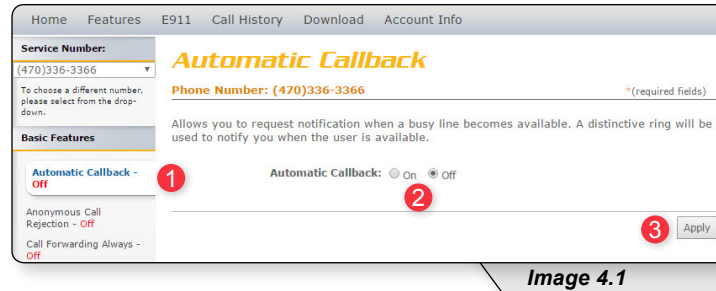 Home Features E911 Call History Download Account Info
Service Number:
(470)336-3366
To choose a different number,
please select from the drop-
down.
Basic Features
Automatic Callback -
Off
Anonymous Call
Rejection - Off
Call Forwarding Always -
Off
Automatic Callback
Phone Number: (470)336-3366 *(required fields)
Allows you to request notification when a busy line becomes available. A distinctive ring will be
used to notify you when the user is available.
1
Automatic Callback: On Off
2
3 Apply
Image 4.1